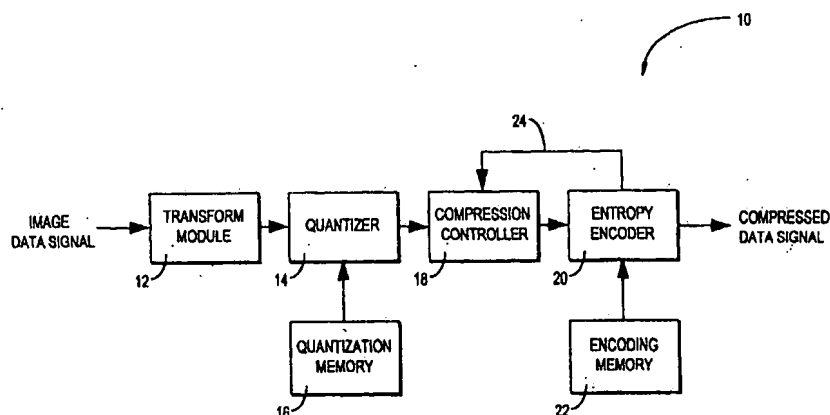 10
24
IMAGE
DATA SIGNAL
TRANSFORM
MODULE
12
QUANTIZER
14
COMPRESSION
CONTROLLER
18
ENTROPY
ENCODER
20
COMPRESSED
DATA SIGNAL
QUANTIZATION
MEMORY
16
ENCODING
MEMORY
22